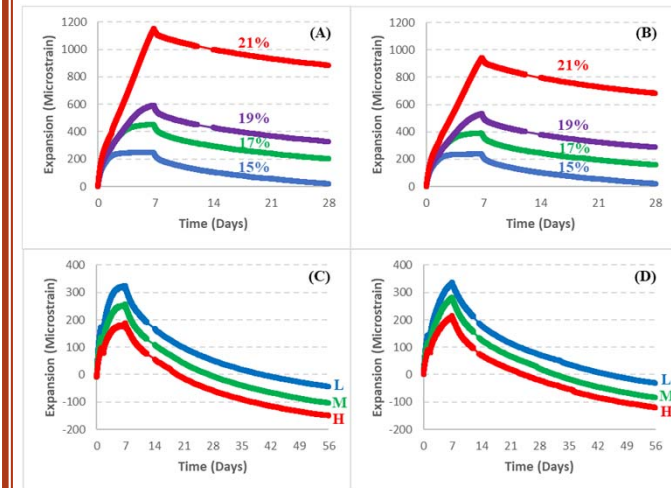 (A)
Expansion (Microstrain)
1200
1000
800
600
400
200
0
21%
19%
17%
15%
0 7 14 21 28
Time (Days)
(B)
Expansion (Microstrain)
1200
1000
800
600
400
200
0
21%
19%
17%
15%
0 7 14 21 28
Time (Days)
(C)
Expansion (Microstrain)
400
300
200
100
0
-100
-200
L
M
H
0 7 14 21 28 35 42 49 56
Time (Days)
(D)
Expansion (Microstrain)
400
300
200
100
0
-100
-200
L
M
H
0 7 14 21 28 35 42 49 56
Time (Days)